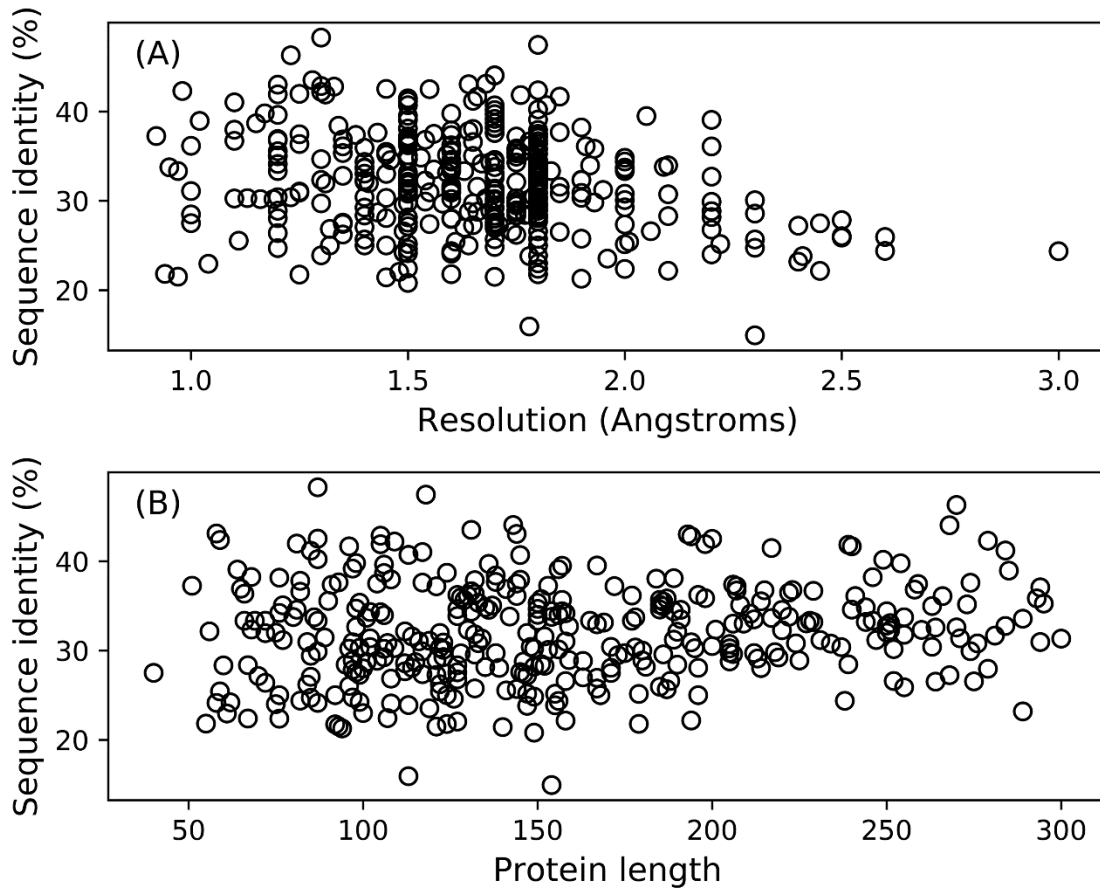 (A)
Sequence identity (%)
40
30
20
1.0 1.5 2.0 2.5 3.0
Resolution (Angstroms)
(B)
Sequence identity (%)
40
30
20
50 100 150 200 250 300
Protein length